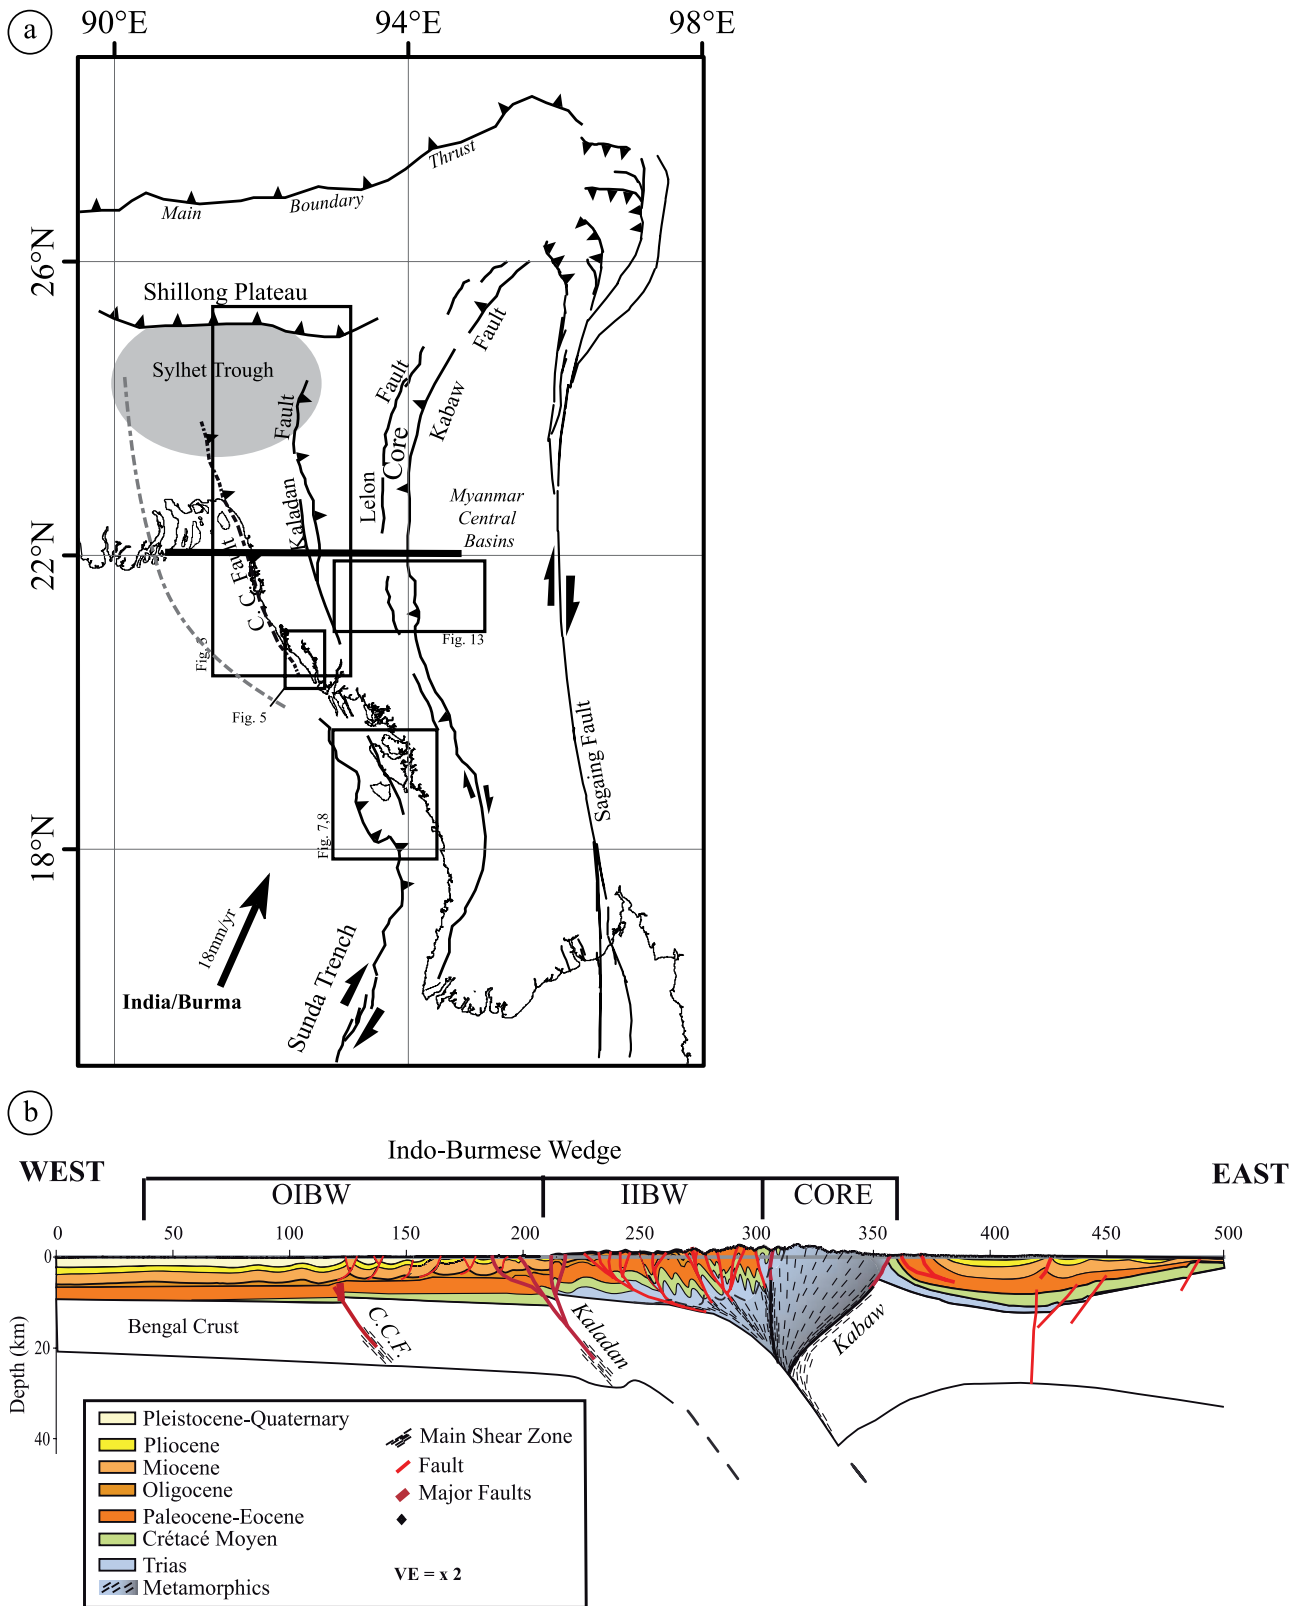 a
90°E 94°E 98°E
Main Boundary Thrust
26°N
Shillong Plateau
Sylhet Trough
Fault
Fault
Fault
Kabaw
Core
Lelon
Kaladan
Myanmar
Central
Basins
22°N
C. C. Fault
Fig. 13
Fig.
Fig. 5
Sagaing Fault
Fig. 7,8
18°N
18mm/yr
India/Burma
Sunda Trench
b
Indo-Burmese Wedge
WEST EAST
OIBW IIBW CORE
0 50 100 150 200 250 300 350 400 450 500
0
Bengal Crust
C.C.F.
Kaladan
Kabaw
20
Depth (km)
40
Pleistocene-Quaternary
Pliocene
Miocene
Oligocene
Paleocene-Eocene
Crétacé Moyen
Trias
Metamorphics
Main Shear Zone
Fault
Major Faults
VE = x 2